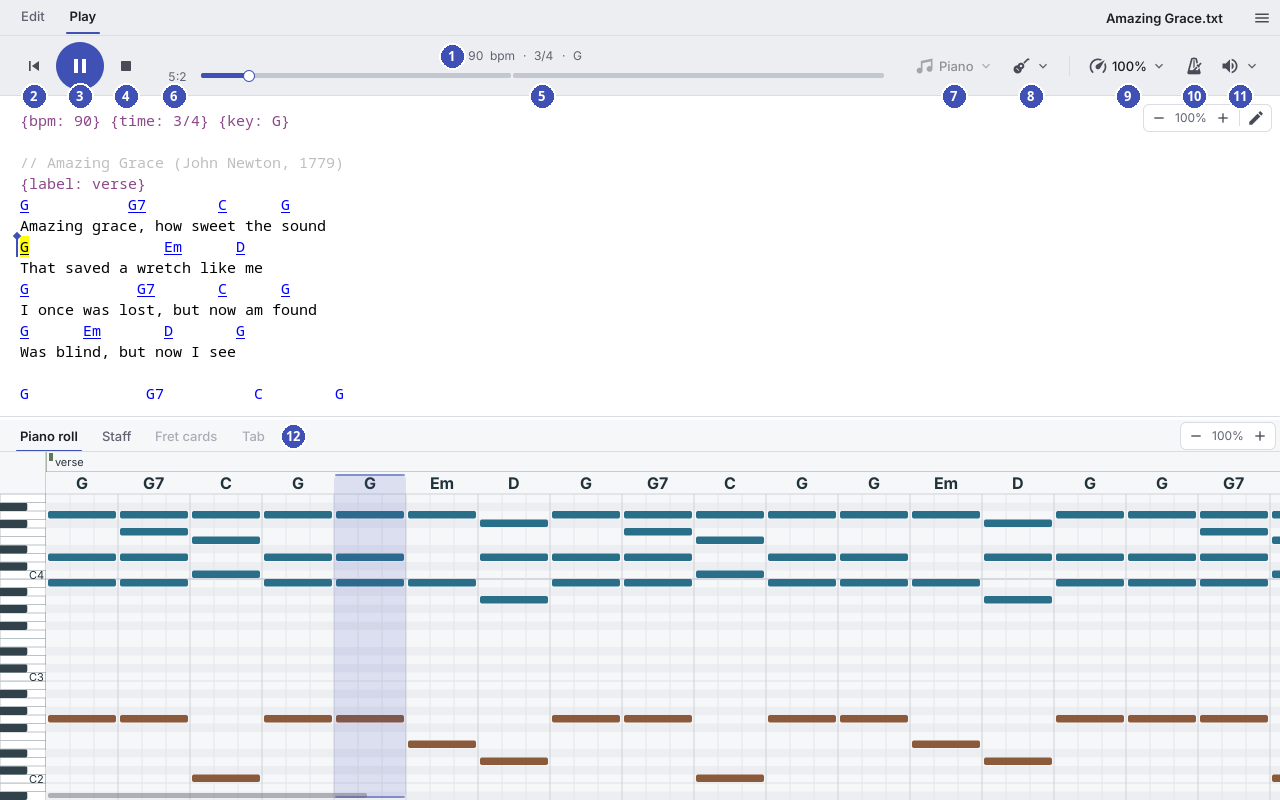 Edit Play Amazing Grace.txt
1 90 bpm · 3/4 · G
5:2 Piano 100%
2 3 4 6 5 7 8 9 10 11
{bpm: 90} {time: 3/4} {key: G}
100%
// Amazing Grace (John Newton, 1779)
{label: verse}
G G7 C G
Amazing grace, how sweet the sound
G Em D
That saved a wretch like me
G G7 C G
I once was lost, but now am found
G Em D G
Was blind, but now I see
G G7 C G
Piano roll Staff Fret cards Tab 12 100%
verse
G G7 C G G Em D G G7 C G G Em D G G G7
C4
C3
C2